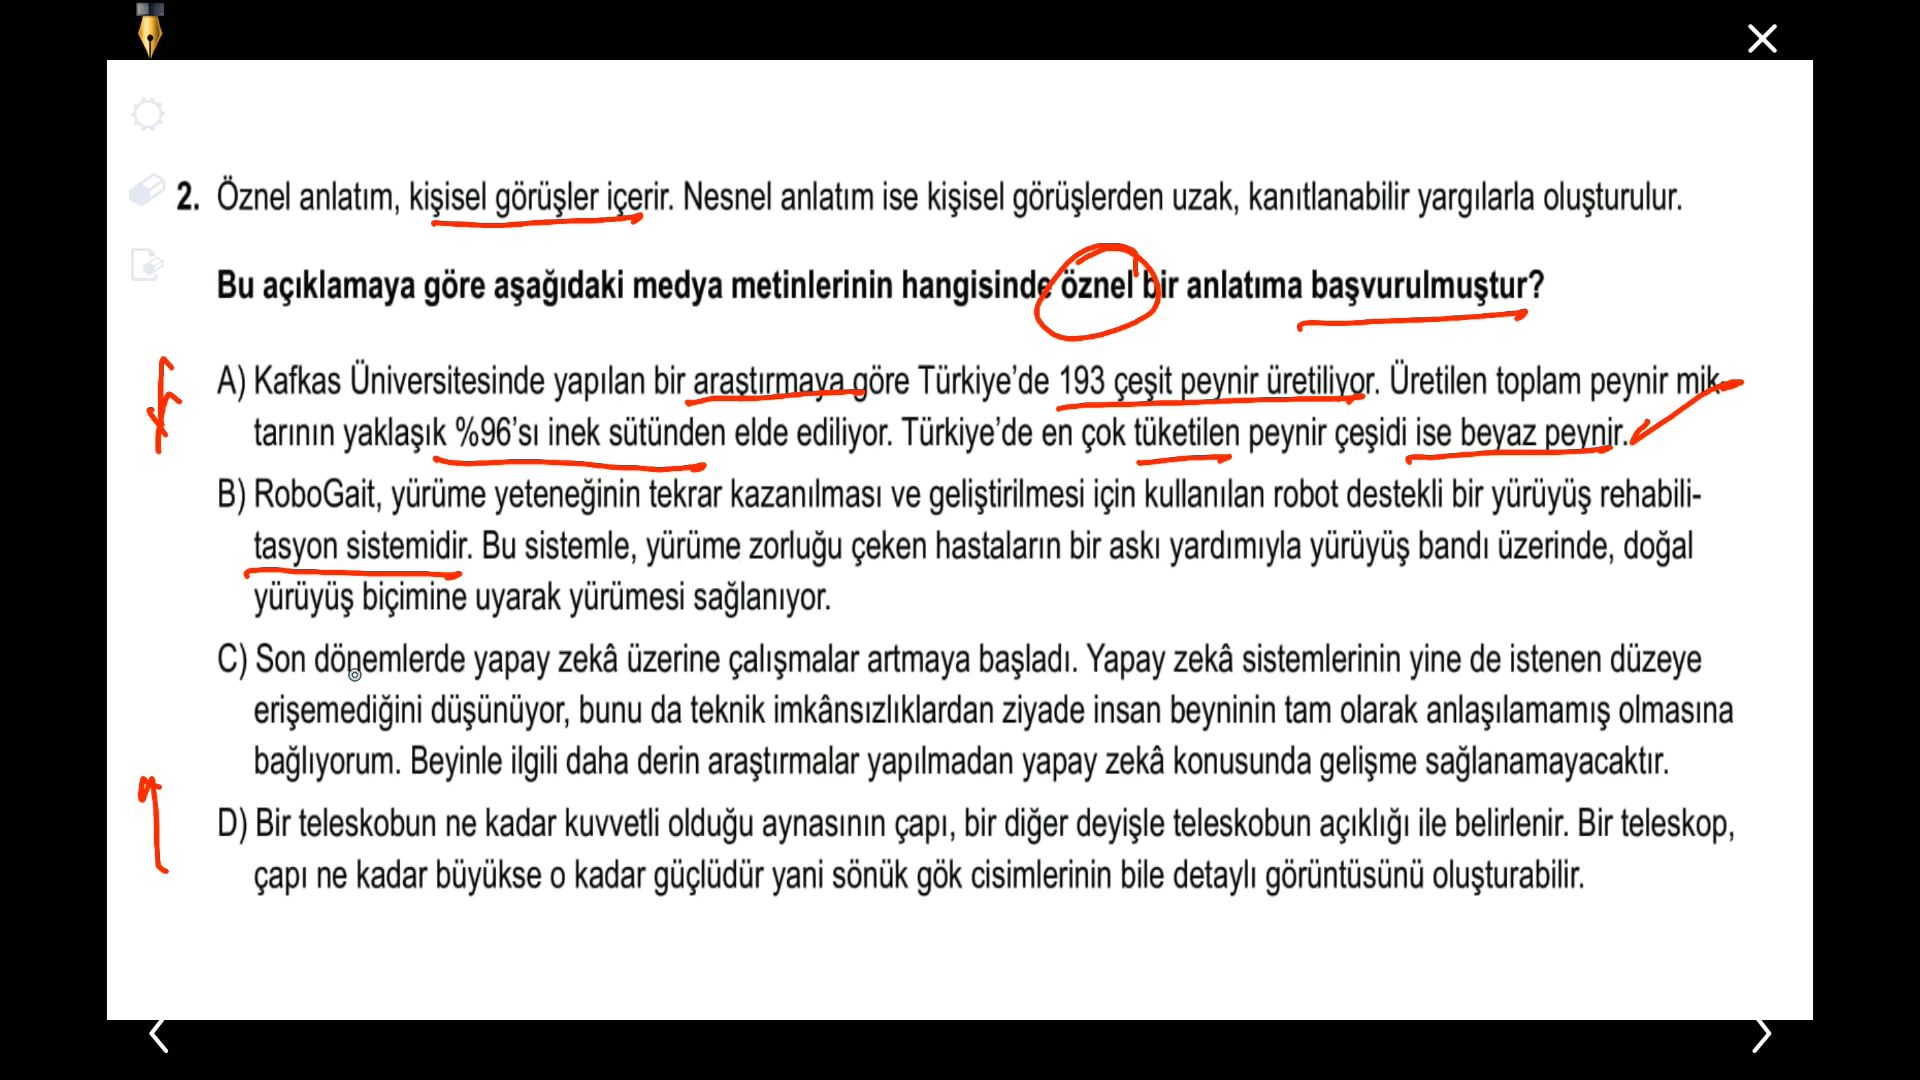 2. Öznel anlatım, kişisel görüşler içerir. Nesnel anlatım ise kişisel görüşlerden uzak, kanıtlanabilir yargılarla oluşturulur.
Bu açıklamaya göre aşağıdaki medya metinlerinin hangisinde öznel bir anlatıma başvurulmuştur?
A) Kafkas Üniversitesinde yapılan bir araştırmaya göre Türkiye’de 193 çeşit peynir üretiliyor. Üretilen toplam peynir mik-
tarının yaklaşık %96’sı inek sütünden elde ediliyor. Türkiye’de en çok tüketilen peynir çeşidi ise beyaz peynir.
B) RoboGait, yürüme yeteneğinin tekrar kazanılması ve geliştirilmesi için kullanılan robot destekli bir yürüyüş rehabili-
tasyon sistemidir. Bu sistemle, yürüme zorluğu çeken hastaların bir askı yardımıyla yürüyüş bandı üzerinde, doğal
yürüyüş biçimine uyarak yürümesi sağlanıyor.
C) Son dönemlerde yapay zekâ üzerine çalışmalar artmaya başladı. Yapay zekâ sistemlerinin yine de istenen düzeye
erişemediğini düşünüyor, bunu da teknik imkânsızlıklardan ziyade insan beyninin tam olarak anlaşılamamış olmasına
bağlıyorum. Beyinle ilgili daha derin araştırmalar yapılmadan yapay zekâ konusunda gelişme sağlanamayacaktır.
D) Bir teleskobun ne kadar kuvvetli olduğu aynasının çapı, bir diğer deyişle teleskobun açıklığı ile belirlenir. Bir teleskop,
çapı ne kadar büyükse o kadar güçlüdür yani sönük gök cisimlerinin bile detaylı görüntüsünü oluşturabilir.